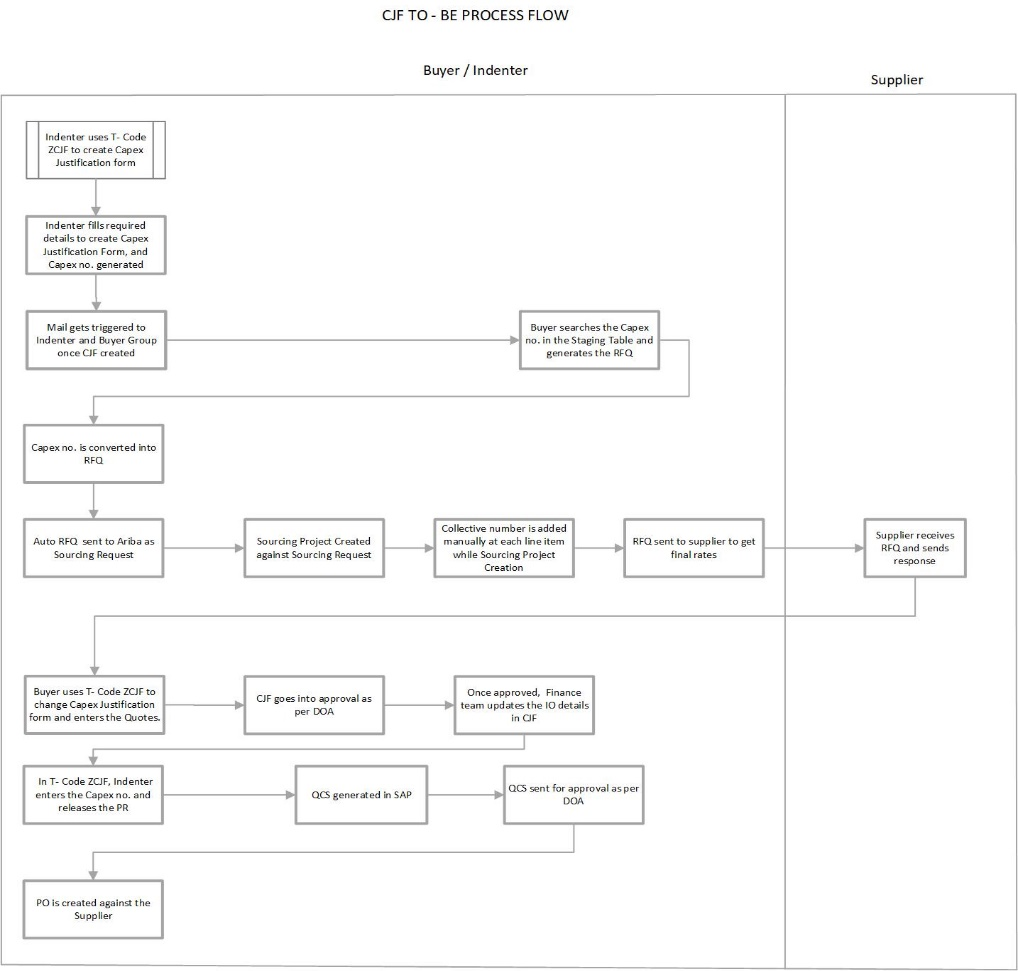 CJF TO - BE PROCESS FLOW
Buyer / Indenter
Supplier
Indenter uses T- Code
ZCJF to create Capex
Justification form
Indenter fills required
details to create Capex
Justification Form, and
Capex no. generated
Mail gets triggered to
Indenter and Buyer Group
once CJF created
Buyer searches the Capex
no. in the Staging Table and
generates the RFQ
Capex no. is converted into
RFQ
Auto RFQ sent to Ariba as
Sourcing Request
Sourcing Project Created
against Sourcing Request
Collective number is added
manually at each line item
while Sourcing Project
Creation
RFQ sent to supplier to get
final rates
Supplier receives
RFQ and sends
response
Buyer uses T- Code ZCJF to
change Capex Justification
form and enters the Quotes.
CJF goes into approval as
per DOA
Once approved, Finance
team updates the IO details
in CJF
In T- Code ZCJF, Indenter
enters the Capex no. and
releases the PR
QCS generated in SAP
QCS sent for approval as per
DOA
PO is created against the
Supplier